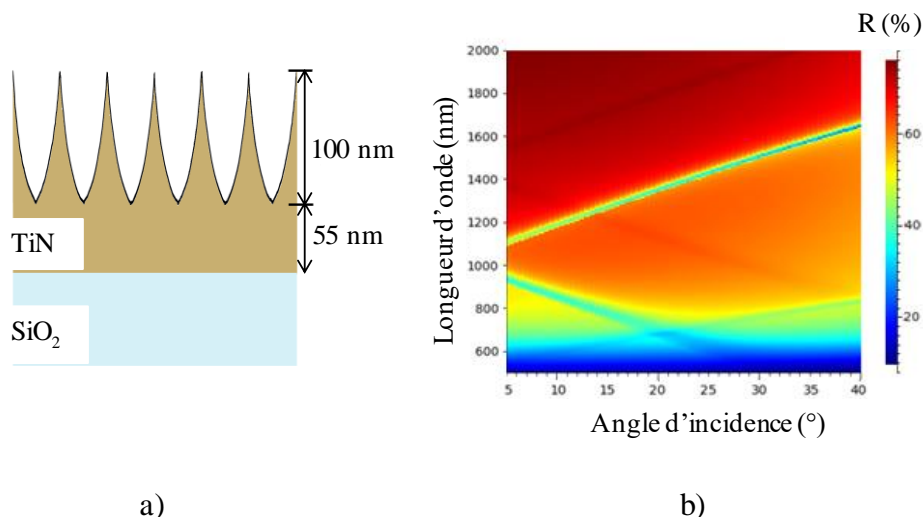 100 nm
55 nm
TiN
SiO₂
a)
R (%)
Longueur d'onde (nm)
2000
1800
1600
1400
1200
1000
800
600
5
10
15
20
25
30
35
40
60
40
20
Angle d'incidence (°)
b)